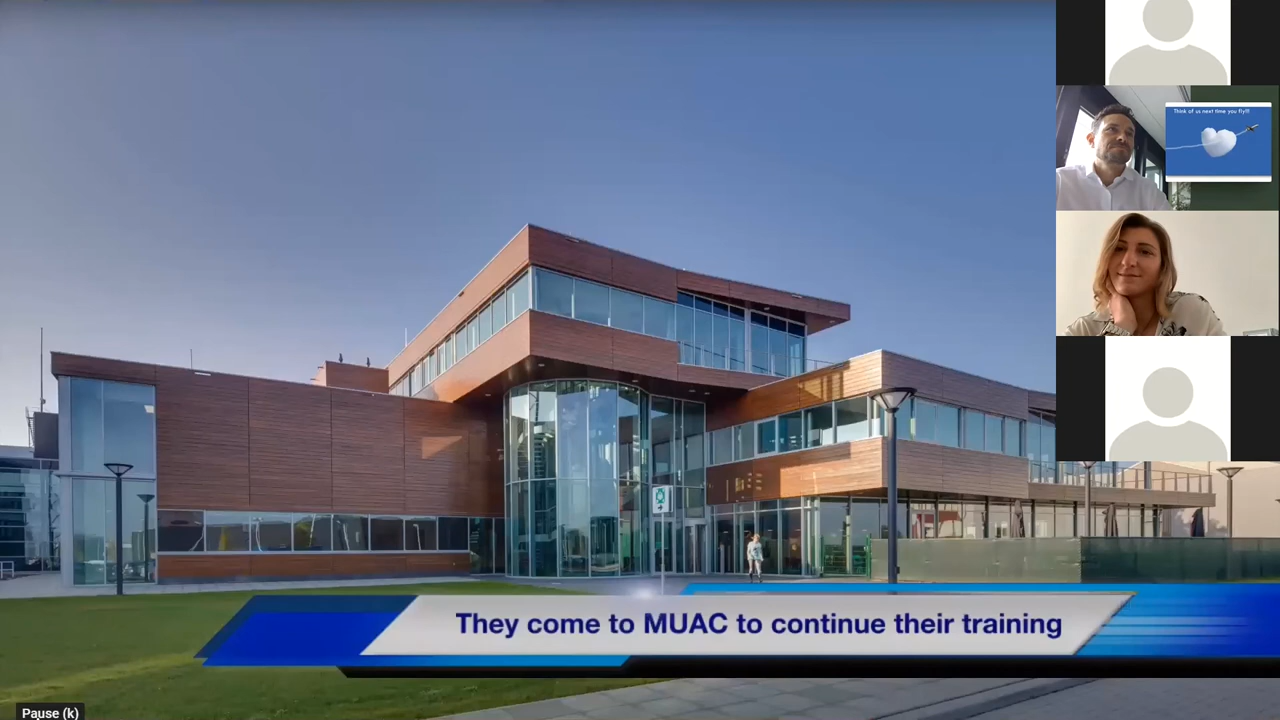 Think of us next time you fly!!!
They come to MUAC to continue their training
Pause (k)